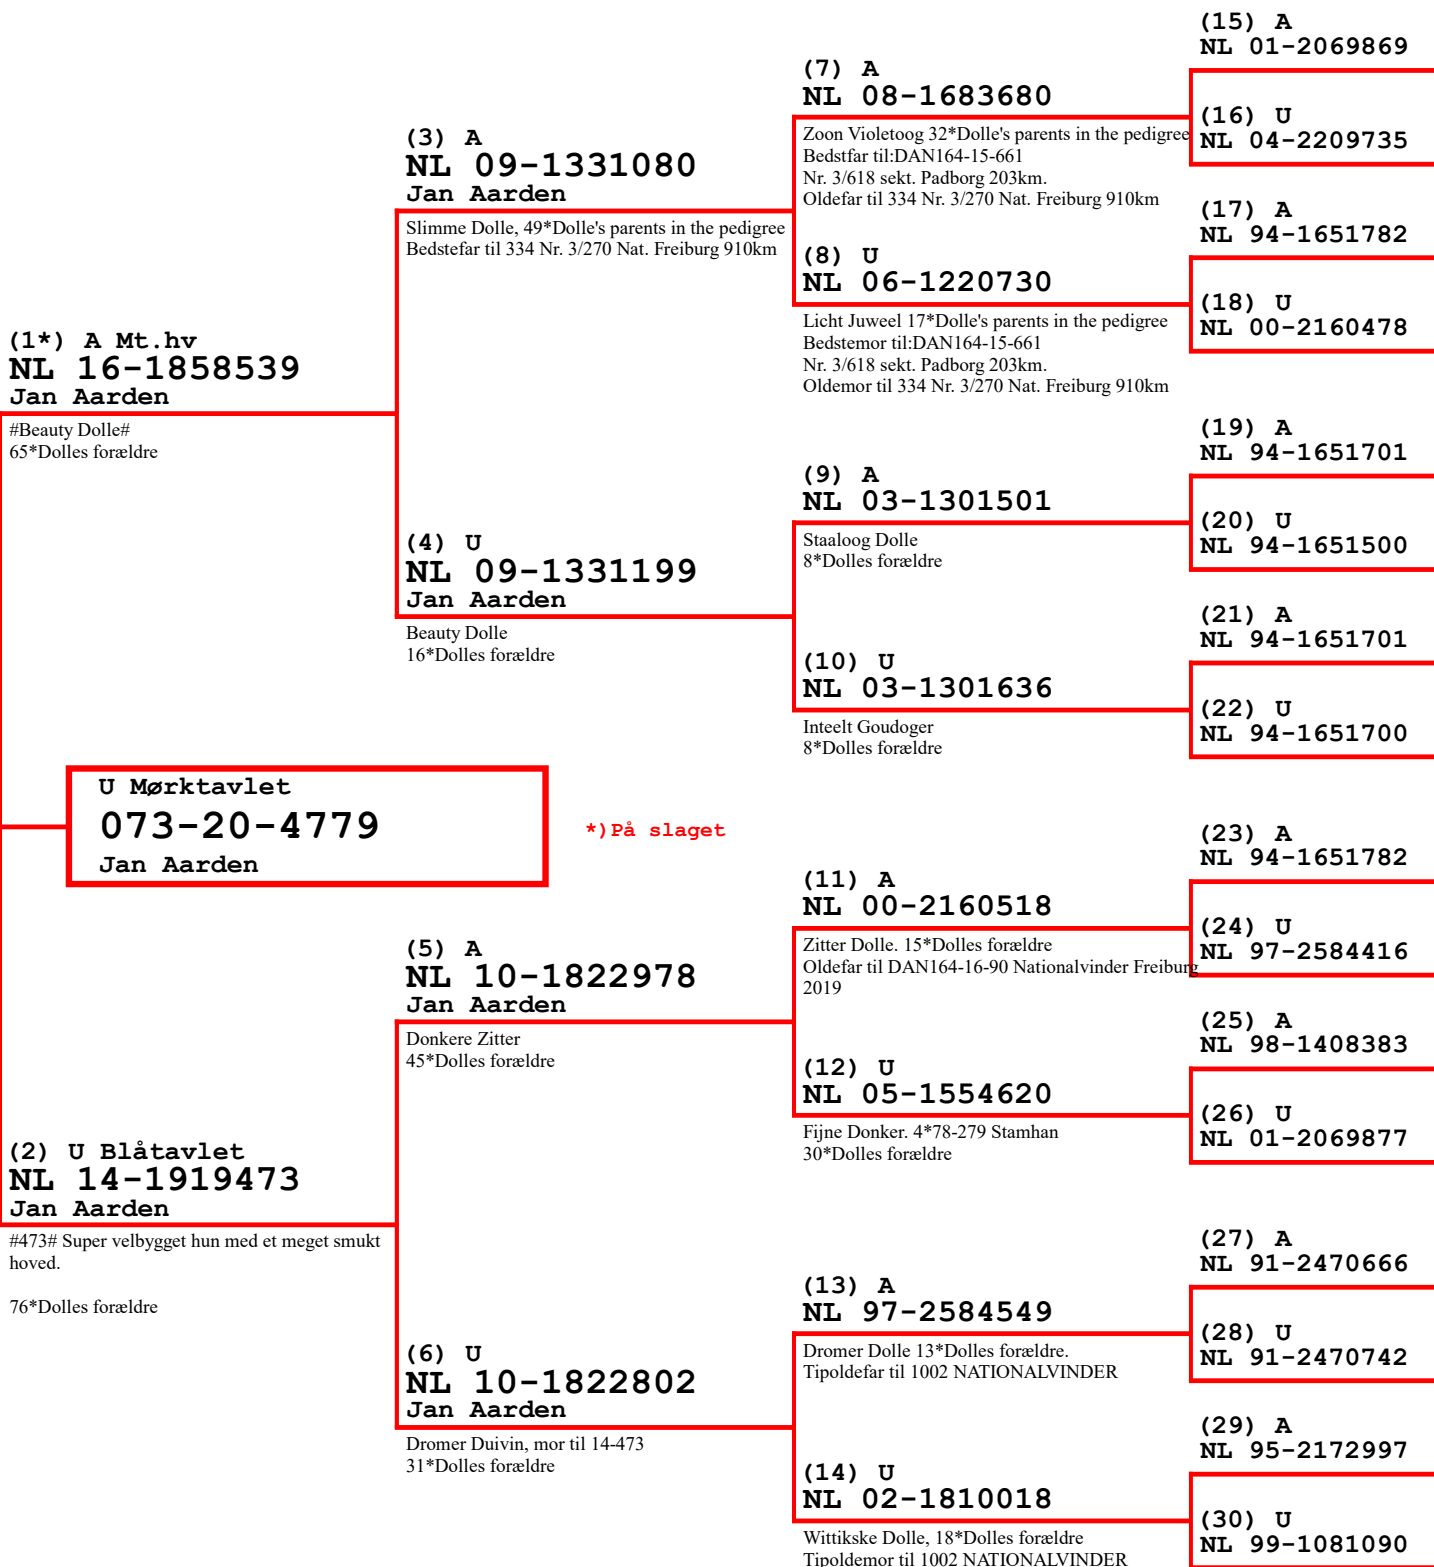 (1*) A Mt.hv
NL 16-1858539
Jan Aarden
#Beauty Dolle#
65*Dolles forældre
U Mørktavlet
073-20-4779
Jan Aarden
*)På slaget
(2) U Blåtavlet
NL 14-1919473
Jan Aarden
#473# Super velbygget hun med et meget smukt
hoved.
76*Dolles forældre
(3) A
NL 09-1331080
Jan Aarden
Slimme Dolle, 49*Dolle's parents in the pedigree
Bedstefar til 334 Nr. 3/270 Nat. Freiburg 910km
(4) U
NL 09-1331199
Jan Aarden
Beauty Dolle
16*Dolles forældre
(5) A
NL 10-1822978
Jan Aarden
Donkere Zitter
45*Dolles forældre
(6) U
NL 10-1822802
Jan Aarden
Dromer Duivin, mor til 14-473
31*Dolles forældre
(7) A
NL 08-1683680
Zoon Violetoog 32*Dolle's parents in the pedigree
Bedstfar til:DAN164-15-661
Nr. 3/618 sekt. Padborg 203km.
Oldefar til 334 Nr. 3/270 Nat. Freiburg 910km
(8) U
NL 06-1220730
Licht Juweel 17*Dolle's parents in the pedigree
Bedstemor til:DAN164-15-661
Nr. 3/618 sekt. Padborg 203km.
Oldemor til 334 Nr. 3/270 Nat. Freiburg 910km
(9) A
NL 03-1301501
Staaloog Dolle
8*Dolles forældre
(10) U
NL 03-1301636
Inteelt Goudoger
8*Dolles forældre
(11) A
NL 00-2160518
Zitter Dolle. 15*Dolles forældre
Oldefar til DAN164-16-90 Nationalvinder Freiburg
2019
(12) U
NL 05-1554620
Fijne Donker. 4*78-279 Stamhan
30*Dolles forældre
(13) A
NL 97-2584549
Dromer Dolle 13*Dolles forældre.
Tipoldefar til 1002 NATIONALVINDER
(14) U
NL 02-1810018
Wittikske Dolle, 18*Dolles forældre
Tipoldemor til 1002 NATIONALVINDER
(15) A
NL 01-2069869
(16) U
NL 04-2209735
(17) A
NL 94-1651782
(18) U
NL 00-2160478
(19) A
NL 94-1651701
(20) U
NL 94-1651500
(21) A
NL 94-1651701
(22) U
NL 94-1651700
(23) A
NL 94-1651782
(24) U
NL 97-2584416
(25) A
NL 98-1408383
(26) U
NL 01-2069877
(27) A
NL 91-2470666
(28) U
NL 91-2470742
(29) A
NL 95-2172997
(30) U
NL 99-1081090